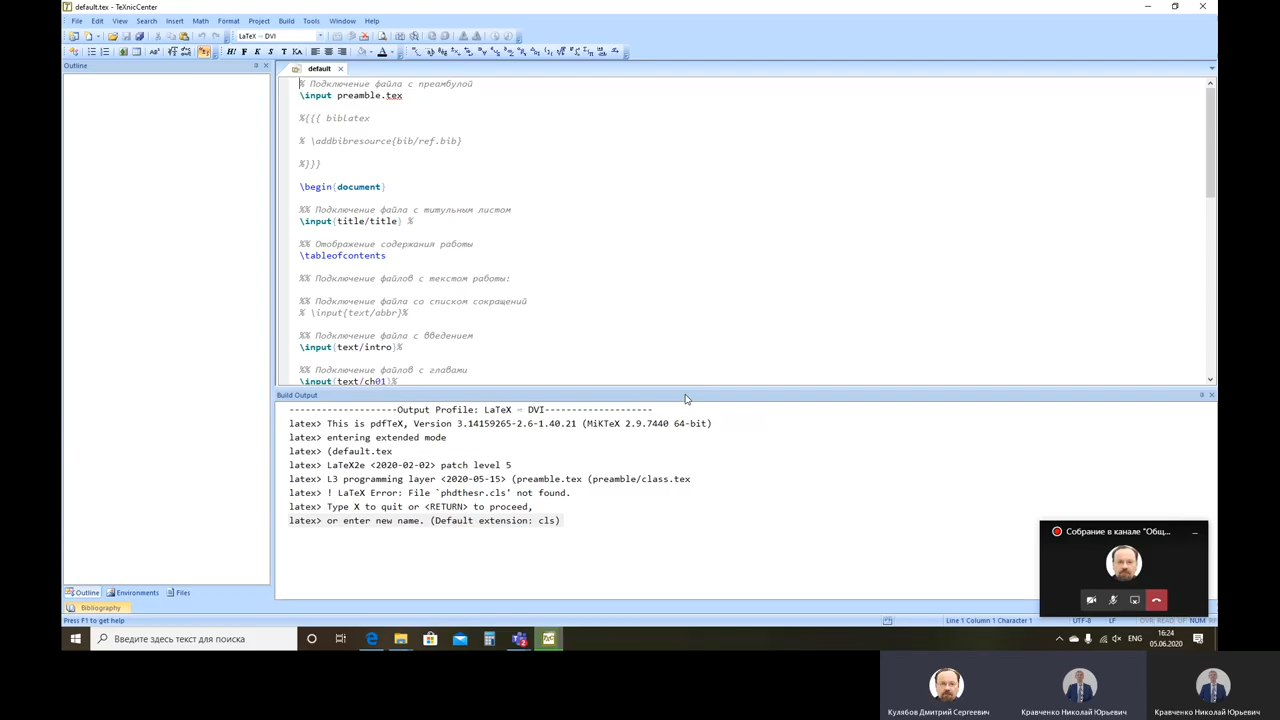 default.tex - TeXnicCenter
File Edit View Search Insert Math Format Project Build Tools Window Help
LaTeX ⇨ DVI
Outline
default
% Подключение файла с преамбулой
\input preamble.tex
%{{{ biblatex
% \addbibresource{bib/ref.bib}
%}}}
\begin{document}
%% Подключение файла с титульным листом
\input{title/title} %
%% Отображение содержания работы
\tableofcontents
%% Подключение файлов с текстом работы:
%% Подключение файла со списком сокращений
% \input{text/abbr}%
%% Подключение файла с введением
\input{text/intro}%
%% Подключение файлов с главами
\input{text/ch01}%
Build Output
--------------------Output Profile: LaTeX ⇨ DVI--------------------
latex> This is pdfTeX, Version 3.14159265-2.6-1.40.21 (MiKTeX 2.9.7440 64-bit)
latex> entering extended mode
latex> (default.tex
latex> LaTeX2e <2020-02-02> patch level 5
latex> L3 programming layer <2020-05-15> (preamble.tex (preamble/class.tex
latex> ! LaTeX Error: File `phdthesr.cls' not found.
latex> Type X to quit or <RETURN> to proceed,
latex> or enter new name. (Default extension: cls)
Собрание в канале "Общ...
Outline Environments Files
Bibliography
Press F1 to get help
Line 1 Column 1 Character 1 UTF-8 LF OVR READ UF NUM
Введите здесь текст для поиска
ENG
16:24
05.06.2020
Кулябов Дмитрий Сергеевич
Кравченко Николай Юрьевич
Кравченко Николай Юрьевич